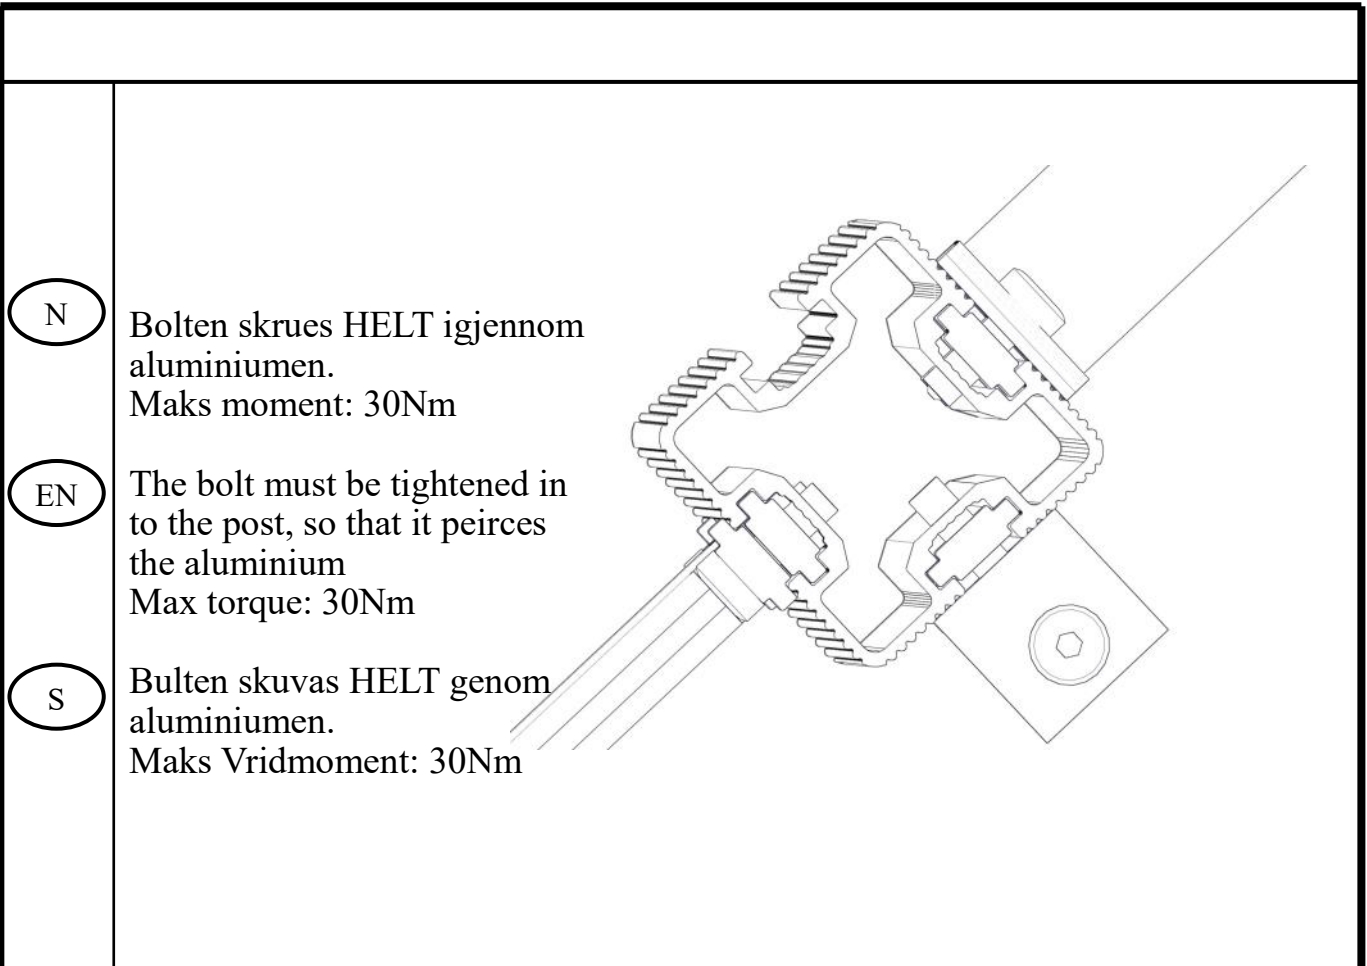 N
Bolten skrues HELT igjennom
aluminiumen.
Maks moment: 30Nm
EN
The bolt must be tightened in
to the post, so that it peirces
the aluminium
Max torque: 30Nm
S
Bulten skuvas HELT genom
aluminiumen.
Maks Vridmoment: 30Nm